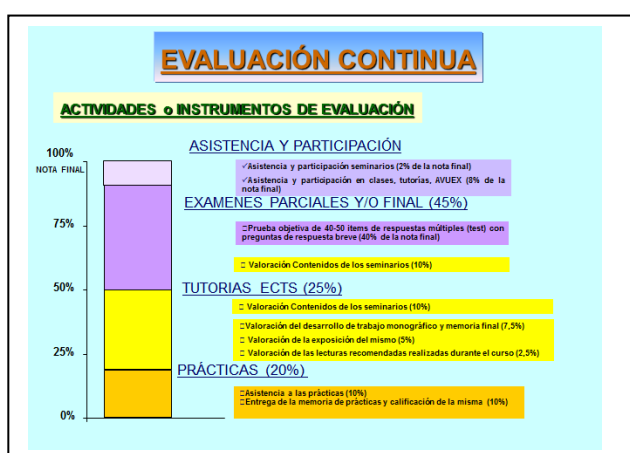 EVALUACIÓN CONTINUA
ACTIVIDADES o INSTRUMENTOS DE EVALUACIÓN
ASISTENCIA Y PARTICIPACIÓN
100%
NOTA FINAL
✓Asistencia y participación seminarios (2% de la nota final)
✓Asistencia y participación en clases, tutorías, AVUEX (8% de la
nota final)
EXAMENES PARCIALES Y/O FINAL (45%)
75%
□Prueba objetiva de 40-50 items de respuestas múltiples (test) con
preguntas de respuesta breve (40% de la nota final)
□ Valoración Contenidos de los seminarios (10%)
50%
TUTORIAS ECTS (25%)
□ Valoración Contenidos de los seminarios (10%)
□Valoración del desarrollo de trabajo monográfico y memoria final (7,5%)
□ Valoración de la exposición del mismo (5%)
□ Valoración de las lecturas recomendadas realizadas durante el curso (2,5%)
25%
PRÁCTICAS (20%)
□Asistencia a las prácticas (10%)
□Entrega de la memoria de prácticas y calificación de la misma (10%)
0%